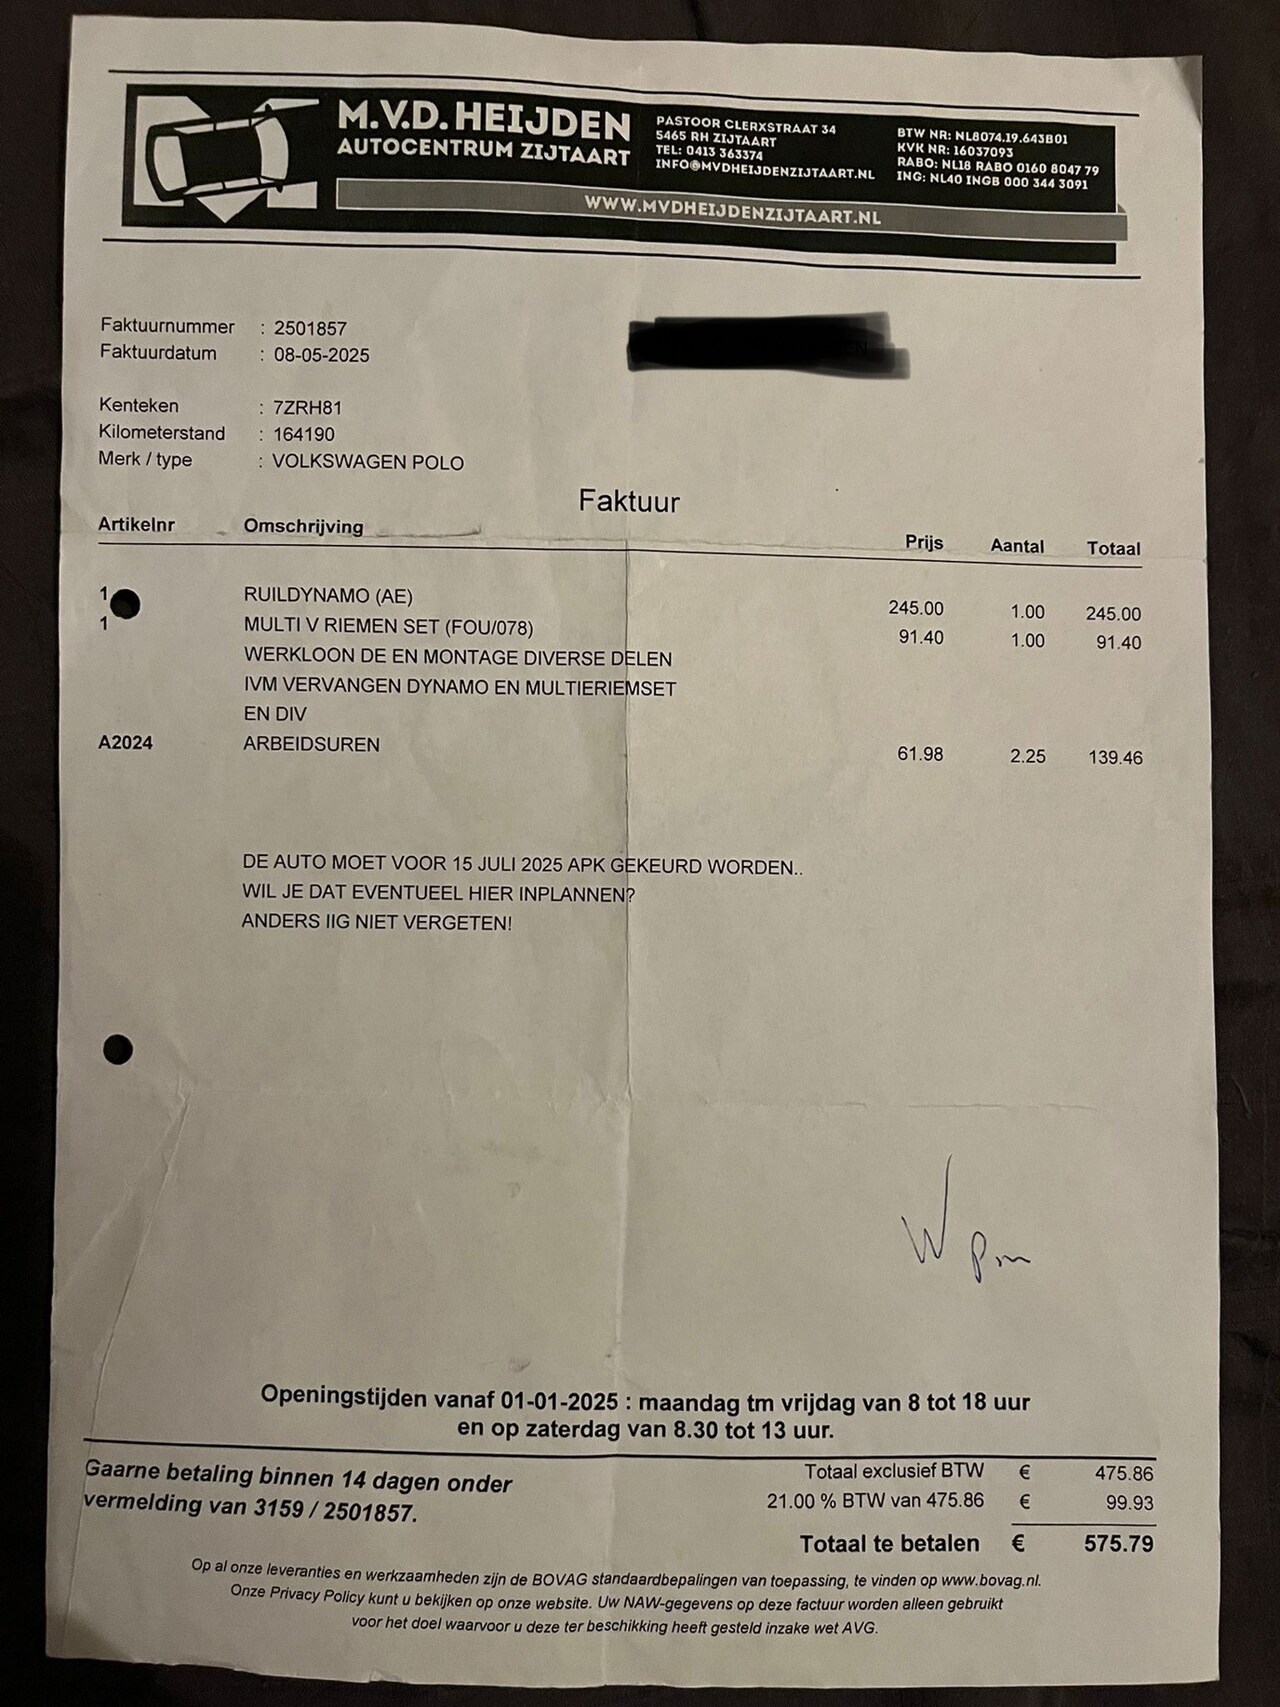 M.V.D. HEIJDEN
AUTOCENTRUM ZIJTAART
PASTOOR CLERXSTRAAT 34
5465 RH ZIJTAART
TEL: 0413 363374
INFO@MVDHEIJDENZIJTAART.NL
BTW NR: NL8074.19.643B01
KVK NR: 16037093
RABO: NL18 RABO 0160 8047 79
ING: NL40 INGB 000 344 3091
WWW.MVDHEIJDENZIJTAART.NL
Faktuurnummer : 2501857
Faktuurdatum : 08-05-2025
Kenteken : 7ZRH81
Kilometerstand : 164190
Merk / type : VOLKSWAGEN POLO
Faktuur
Artikelnr Omschrijving Prijs Aantal Totaal
1 RUILDYNAMO (AE) 245.00 1.00 245.00
1 MULTI V RIEMEN SET (FOU/078) 91.40 1.00 91.40
WERKLOON DE EN MONTAGE DIVERSE DELEN
IVM VERVANGEN DYNAMO EN MULTIERIEMSET
EN DIV
A2024 ARBEIDSUREN 61.98 2.25 139.46
DE AUTO MOET VOOR 15 JULI 2025 APK GEKEURD WORDEN..
WIL JE DAT EVENTUEEL HIER INPLANNEN?
ANDERS IIG NIET VERGETEN!
Openingstijden vanaf 01-01-2025 : maandag tm vrijdag van 8 tot 18 uur
en op zaterdag van 8.30 tot 13 uur.
Gaarne betaling binnen 14 dagen onder
vermelding van 3159 / 2501857.
Totaal exclusief BTW € 475.86
21.00 % BTW van 475.86 € 99.93
Totaal te betalen € 575.79
Op al onze leveranties en werkzaamheden zijn de BOVAG standaardbepalingen van toepassing, te vinden op www.bovag.nl.
Onze Privacy Policy kunt u bekijken op onze website. Uw NAW-gegevens op deze factuur worden alleen gebruikt
voor het doel waarvoor u deze ter beschikking heeft gesteld inzake wet AVG.